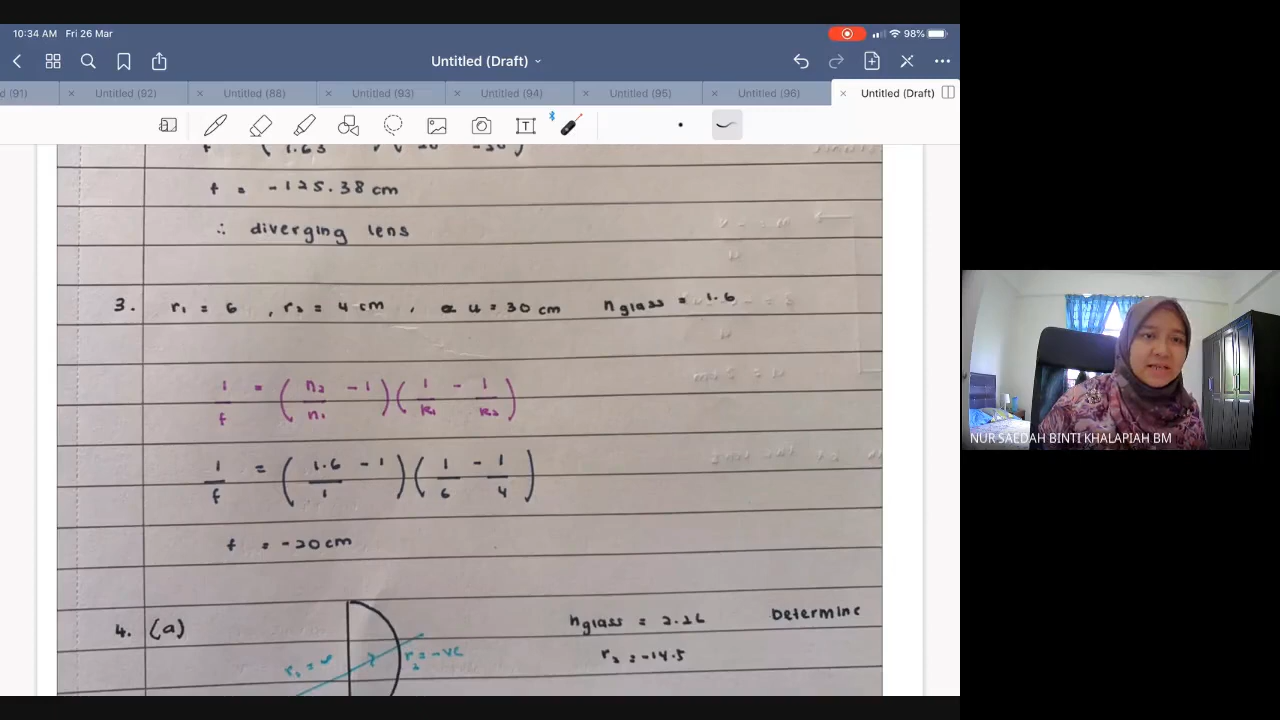 10:34 AM Fri 26 Mar 98%
Untitled (Draft)
d (91) × Untitled (92) × Untitled (88) × Untitled (93) × Untitled (94) × Untitled (95) × Untitled (96) × Untitled (Draft)
f = -125.38 cm
∴ diverging lens
3. r₁ = 6 , r₂ = 4 cm , u = 30 cm n glass = 1.6
1/f = (n₂/n₁ - 1)(1/R₁ - 1/R₂)
1/f = (1.6/1 - 1)(1/6 - 1/4)
f = -20 cm
4. (a) n glass = 2.26 Determine
r₁ = ∞ r₂ = -ve r₂ = -14.5
NUR SAEDAH BINTI KHALAPIAH BM